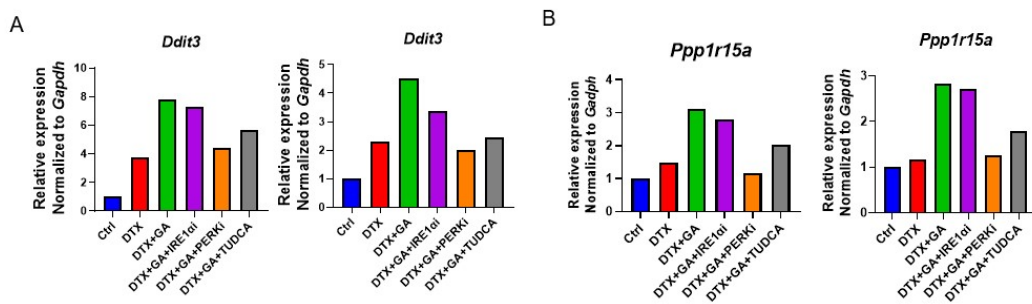 A
Ddit3
Relative expression
Normalized to Gapdh
10
8
6
4
2
0
Ctrl
DTX
DTX+GA
DTX+GA+IRE1αi
DTX+GA+PERKi
DTX+GA+TUDCA
Ddit3
Relative expression
Normalized to Gapdh
5
4
3
2
1
0
Ctrl
DTX
DTX+GA
DTX+GA+IRE1αi
DTX+GA+PERKi
DTX+GA+TUDCA
B
Ppp1r15a
Relative expression
Normalized to Gadph
4
3
2
1
0
Ctrl
DTX
DTX+GA
DTX+GA+IRE1αi
DTX+GA+PERKi
DTX+GA+TUDCA
Ppp1r15a
Relative expression
Normalized to Gapdh
3
2
1
0
Ctrl
DTX
DTX+GA
DTX+GA+IRE1αi
DTX+GA+PERKi
DTX+GA+TUDCA